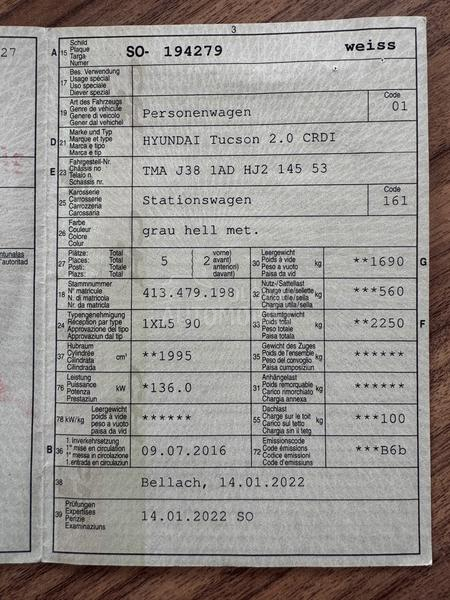 3
27
A 15 Schild
Plaque
Targa
Numer
SO- 194279 weiss
17 Bes. Verwendung
Usage spécial
Uso speciale
Diever spezial
19 Art des Fahrzeugs
Genre de véhicule
Genere di veicolo
Gener dal vehichel
Personenwagen
Code
01
D 21 Marke und Typ
Marque et type
Marca e tipo
Marca e tip
HYUNDAI Tucson 2.0 CRDI
E 23 Fahrgestell-Nr.
Châssis no
Telaio n.
Schassis nr.
TMA J38 1AD HJ2 145 53
25 Karosserie
Carrosserie
Carrozzeria
Carossaria
Stationswagen
Code
161
26 Farbe
Couleur
Colore
Colur
grau hell met.
27 Plätze: Total
Places: Total
Posti: Totale
Plazs: Total
5
2
vorne)
avant)
anteriori)
davant)
30 Leergewicht
Poids à vide
Peso a vuoto
Paisa da vid
kg
**1690 G
18 Stammnummer
N° matricule
N. di matricola
Nr. da matricla
413.479.198
32 Nutz-/Sattellast
Charge utile/sellette
Carico utile/sella
Chargia util/sella
kg
***560
24 Typengenehmigung
Réception par type
Approvazione del tipo
Approvaziun dal tip
1XL5 90
33 Gesamtgewicht
Poids total
Peso totale
Paisa totala
kg
**2250 F
37 Hubraum
Cylindrée
Cilindrata
Cilindrada
cm³
**1995
35 Gewicht des Zuges
Poids de l'ensemble
Peso del convoglio
Paisa cumposiziun
kg
******
76 Leistung
Puissance
Potenza
Prestaziun
kW
*136.0
31 Anhängelast
Poids remorquable
Carico rimorchiato
Chargia annexa
kg
******
78 kW/kg Leergewicht
poids à vide
peso a vuoto
paisa da vid
******
55 Dachlast
Charge sur le toit
Carico sul tetto
Chargia sin il tetg
kg
***100
B 36 1. Inverkehrsetzung
1re mise en circulation
1a messa in circolazione
1. entrada en circulaziun
09.07.2016
72 Emissionscode
Code émissions
Codice emissioni
Code d'emissiuns
***B6b
38 Bellach, 14.01.2022
39 Prüfungen
Expertises
Perizie
Examinaziuns
14.01.2022 SO